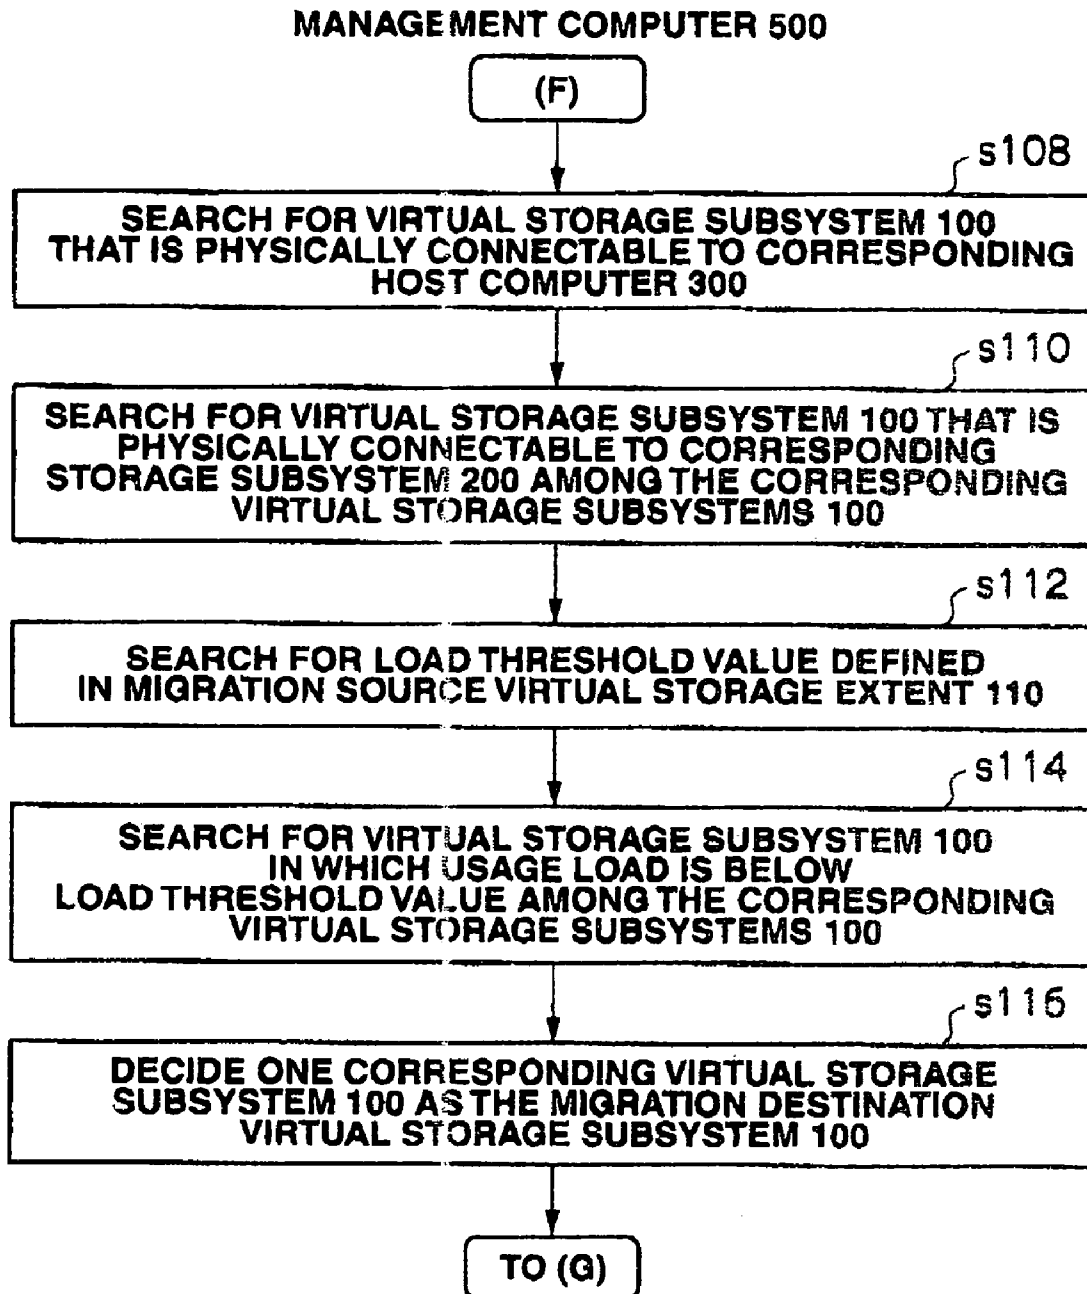 MANAGEMENT COMPUTER 500
(F)
s108
SEARCH FOR VIRTUAL STORAGE SUBSYSTEM 100
THAT IS PHYSICALLY CONNECTABLE TO CORRESPONDING
HOST COMPUTER 300
s110
SEARCH FOR VIRTUAL STORAGE SUBSYSTEM 100 THAT IS
PHYSICALLY CONNECTABLE TO CORRESPONDING
STORAGE SUBSYSTEM 200 AMONG THE CORRESPONDING
VIRTUAL STORAGE SUBSYSTEMS 100
s112
SEARCH FOR LOAD THRESHOLD VALUE DEFINED
IN MIGRATION SOURCE VIRTUAL STORAGE EXTENT 110
s114
SEARCH FOR VIRTUAL STORAGE SUBSYSTEM 100
IN WHICH USAGE LOAD IS BELOW
LOAD THRESHOLD VALUE AMONG THE CORRESPONDING
VIRTUAL STORAGE SUBSYSTEMS 100
s116
DECIDE ONE CORRESPONDING VIRTUAL STORAGE
SUBSYSTEM 100 AS THE MIGRATION DESTINATION
VIRTUAL STORAGE SUBSYSTEM 100
TO (G)